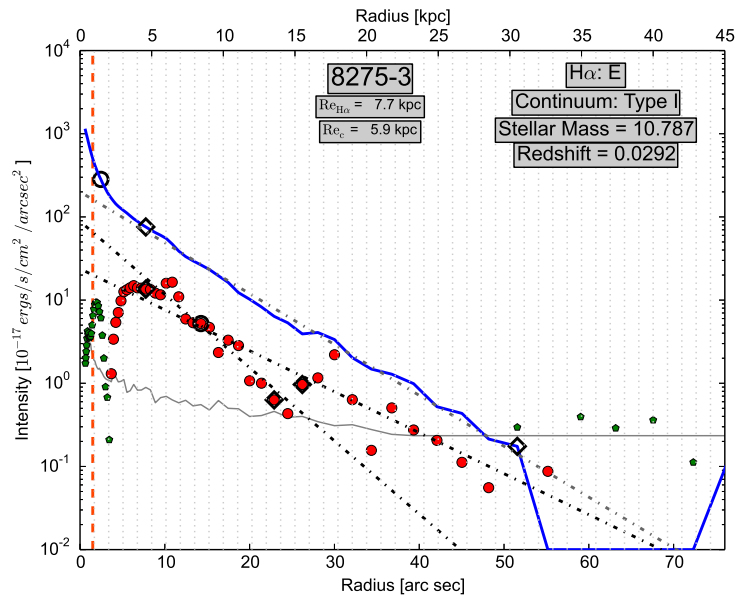 Radius [kpc]
0 5 10 15 20 25 30 35 40 45
10^4
10^3
10^2
10^1
10^0
10^-1
10^-2
Intensity [10^-17 ergs/s/cm^2 /arcsec^2 ]
8275-3
Re_Hα = 7.7 kpc
Re_c = 5.9 kpc
Hα: E
Continuum: Type I
Stellar Mass = 10.787
Redshift = 0.0292
0 10 20 30 40 50 60 70
Radius [arc sec]